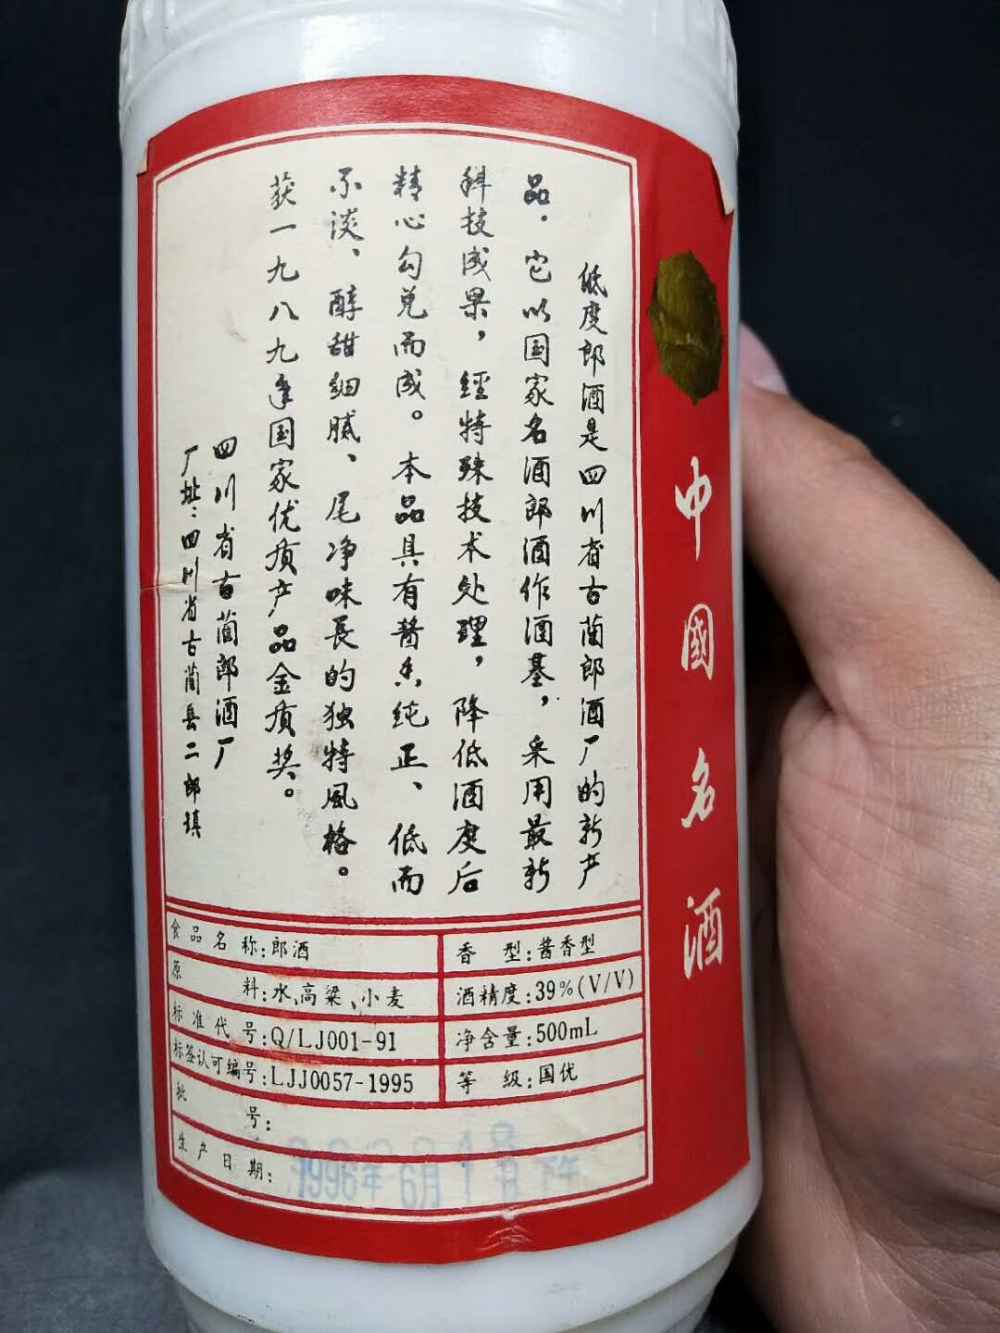 中國名酒
低度郎酒是四川省古蔺郎酒厂的新产
品．它以国家名酒郎酒作酒基，采用最新
科技成果，经特殊技术处理，降低酒度后
精心勾兑而成。本品具有酱香纯正、低而
不淡、醇甜细腻、尾净味長的独特風格。
获一九八九年国家优质产品金质奖。
四川省古蔺郎酒厂
厂址：四川省古蔺县二郎镇
食品名称：郎酒
香型：酱香型
原料：水、高粱、小麦
酒精度：39%(V/V)
标准代号：Q/LJ001-91
净含量：500mL
标签认可编号：LJJ0057-1995
等级：国优
批号：
生产日期：1996年6月1日